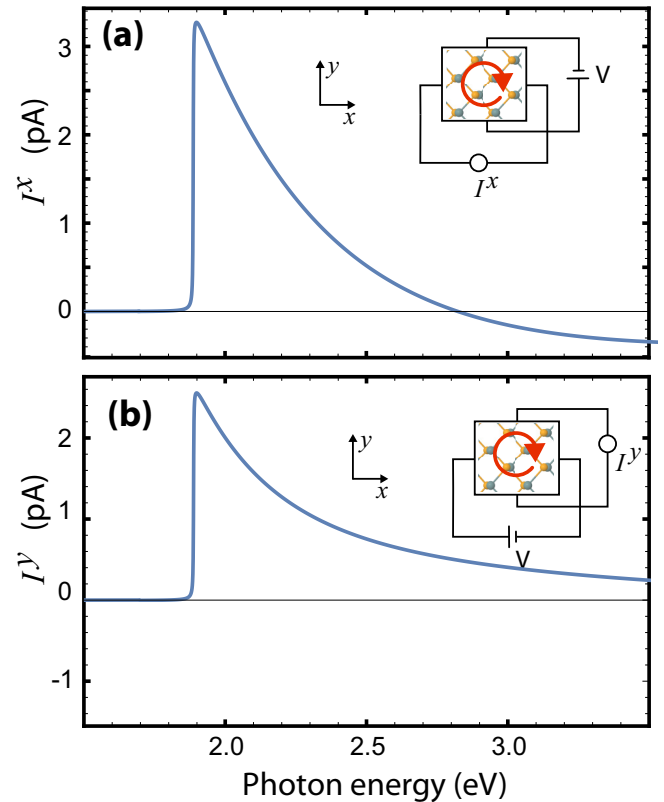 (a)
3
2
1
0
I^x (pA)
y
x
V
I^x
(b)
2
1
0
-1
I^y (pA)
y
x
I^y
V
2.0 2.5 3.0
Photon energy (eV)